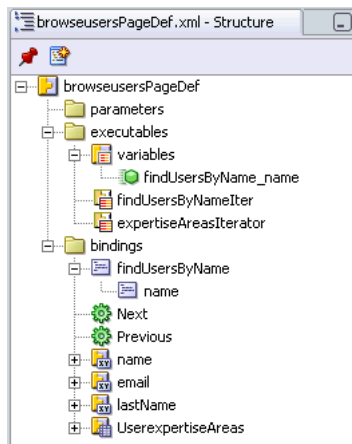 browseusersPageDef.xml - Structure
browseusersPageDef
parameters
executables
variables
findUsersByName_name
findUsersByNameIter
expertiseAreasIterator
bindings
findUsersByName
name
Next
Previous
name
email
lastName
UserexpertiseAreas